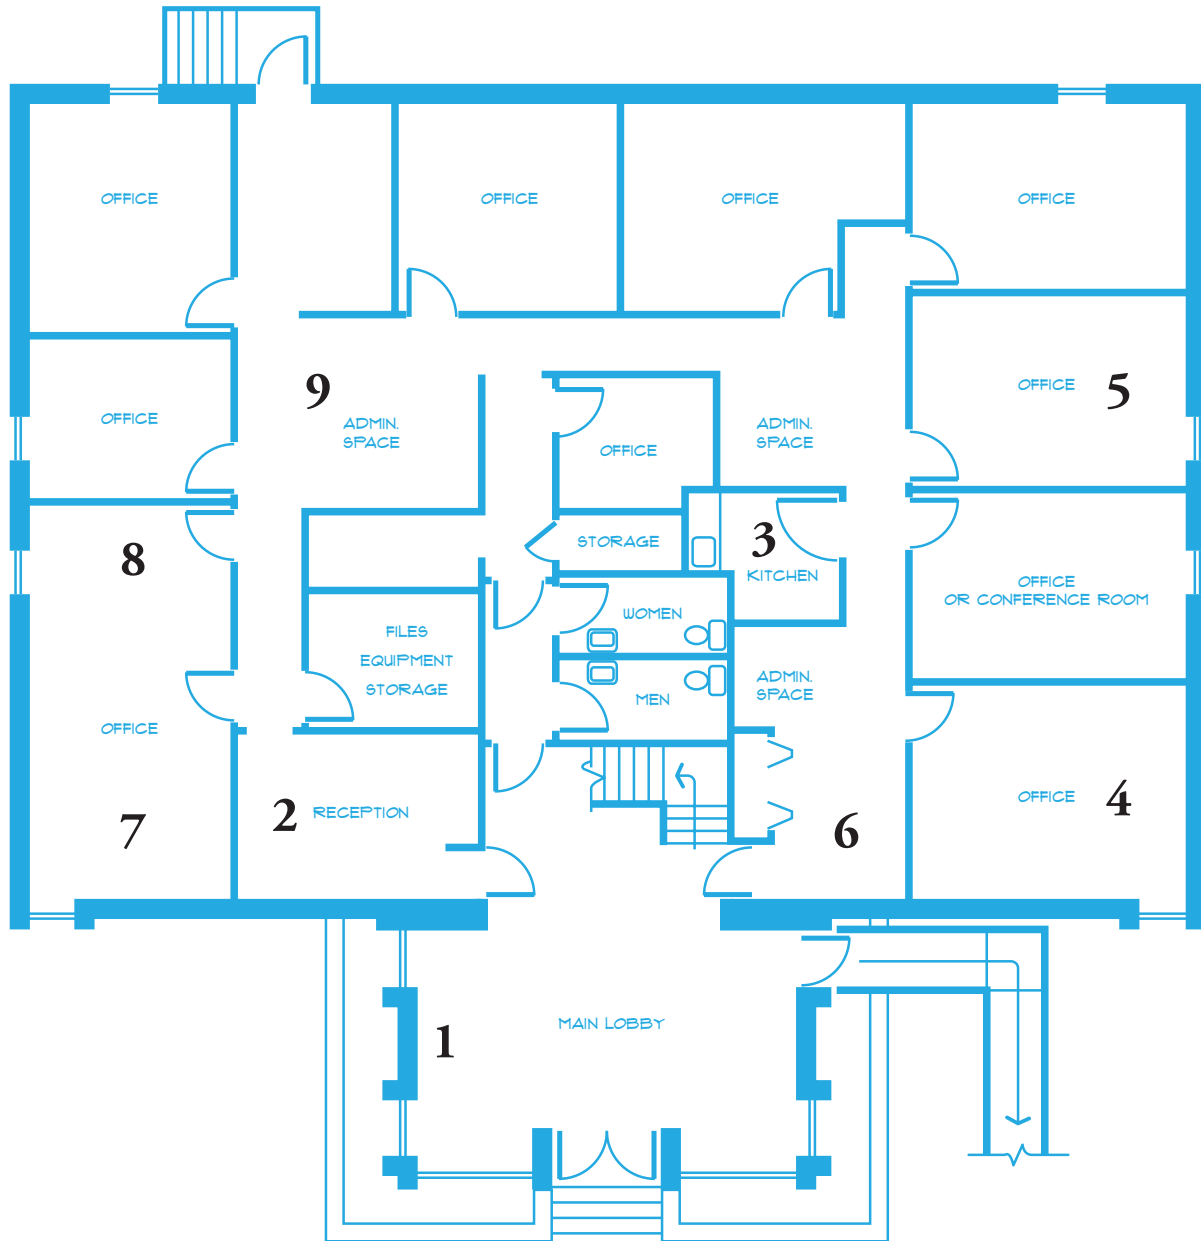 OFFICE
OFFICE
OFFICE
OFFICE
9
5
OFFICE
OFFICE
ADMIN.
SPACE
ADMIN.
SPACE
OFFICE
8
3
STORAGE
KITCHEN
OFFICE
OR CONFERENCE ROOM
WOMEN
FILES
EQUIPMENT
STORAGE
MEN
ADMIN.
SPACE
OFFICE
7
2
RECEPTION
6
OFFICE
4
1
MAIN LOBBY